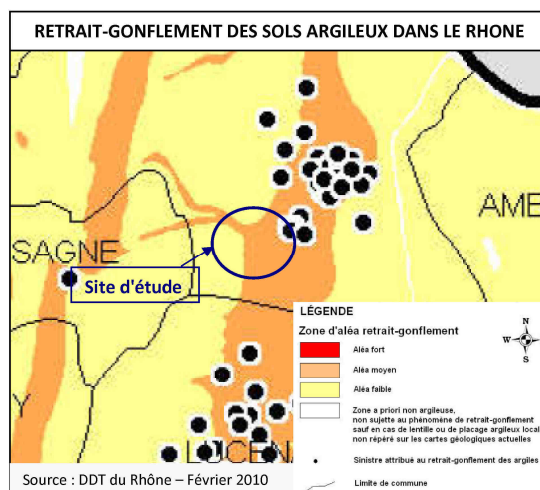 RETRAIT-GONFLEMENT DES SOLS ARGILEUX DANS LE RHONE
AME
SAGNE
Site d'étude
Y
LUCENA
LÉGENDE
Zone d'aléa retrait-gonflement
Aléa fort
Aléa moyen
Aléa faible
Zone a priori non argileuse,
non sujette au phénomène de retrait-gonflement
sauf en cas de lentille ou de placage argileux local
non répéré sur les cartes géologiques actuelles
Sinistre attribué au retrait-gonflement des argiles
Limite de commune
N
W
E
S
Source : DDT du Rhône – Février 2010